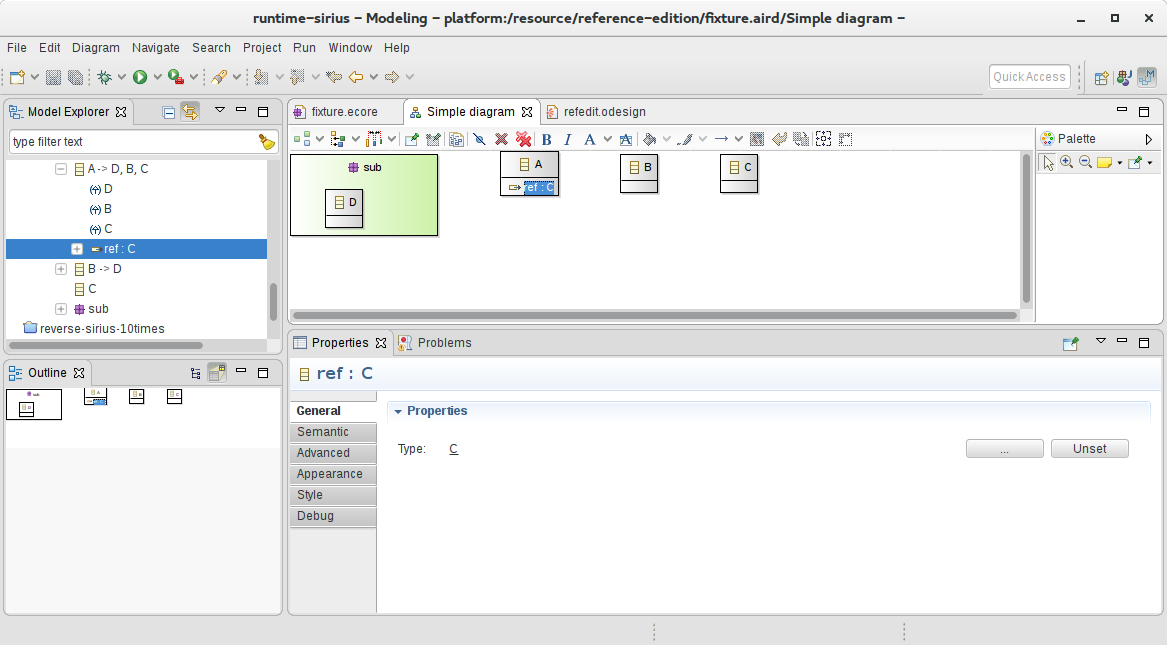 runtime-sirius – Modeling – platform:/resource/reference-edition/fixture.aird/Simple diagram –
File Edit Diagram Navigate Search Project Run Window Help
Quick Access
Model Explorer
type filter text
A -> D, B, C
D
B
C
ref : C
B -> D
C
sub
reverse-sirius-10times
Outline
fixture.ecore Simple diagram refedit.odesign
B I A A
Palette
sub
D
A
ref : C
B
C
Properties Problems
ref : C
General
Semantic
Advanced
Appearance
Style
Debug
Properties
Type: C ... Unset